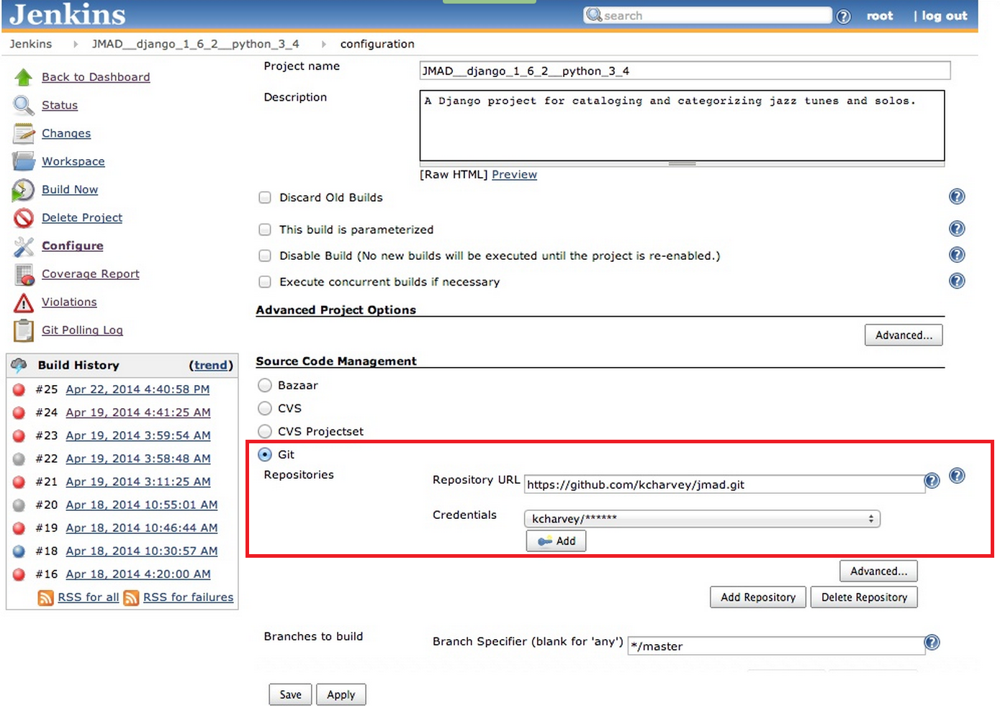 Jenkins
search
root
| log out
Jenkins
JMAD__django_1_6_2__python_3_4
configuration
Back to Dashboard
Status
Changes
Workspace
Build Now
Delete Project
Configure
Coverage Report
Violations
Git Polling Log
Build History (trend)
#25 Apr 22, 2014 4:40:58 PM
#24 Apr 19, 2014 4:41:25 AM
#23 Apr 19, 2014 3:59:54 AM
#22 Apr 19, 2014 3:58:48 AM
#21 Apr 19, 2014 3:11:25 AM
#20 Apr 18, 2014 10:55:01 AM
#19 Apr 18, 2014 10:46:44 AM
#18 Apr 18, 2014 10:30:57 AM
#16 Apr 18, 2014 4:20:00 AM
RSS for all RSS for failures
Project name
JMAD__django_1_6_2__python_3_4
Description
A Django project for cataloging and categorizing jazz tunes and solos.
[Raw HTML] Preview
Discard Old Builds
This build is parameterized
Disable Build (No new builds will be executed until the project is re-enabled.)
Execute concurrent builds if necessary
Advanced Project Options
Advanced...
Source Code Management
Bazaar
CVS
CVS Projectset
Git
Repositories
Repository URL
https://github.com/kcharvey/jmad.git
Credentials
kcharvey/******
Add
Advanced...
Add Repository
Delete Repository
Branches to build
Branch Specifier (blank for 'any')
*/master
Save
Apply